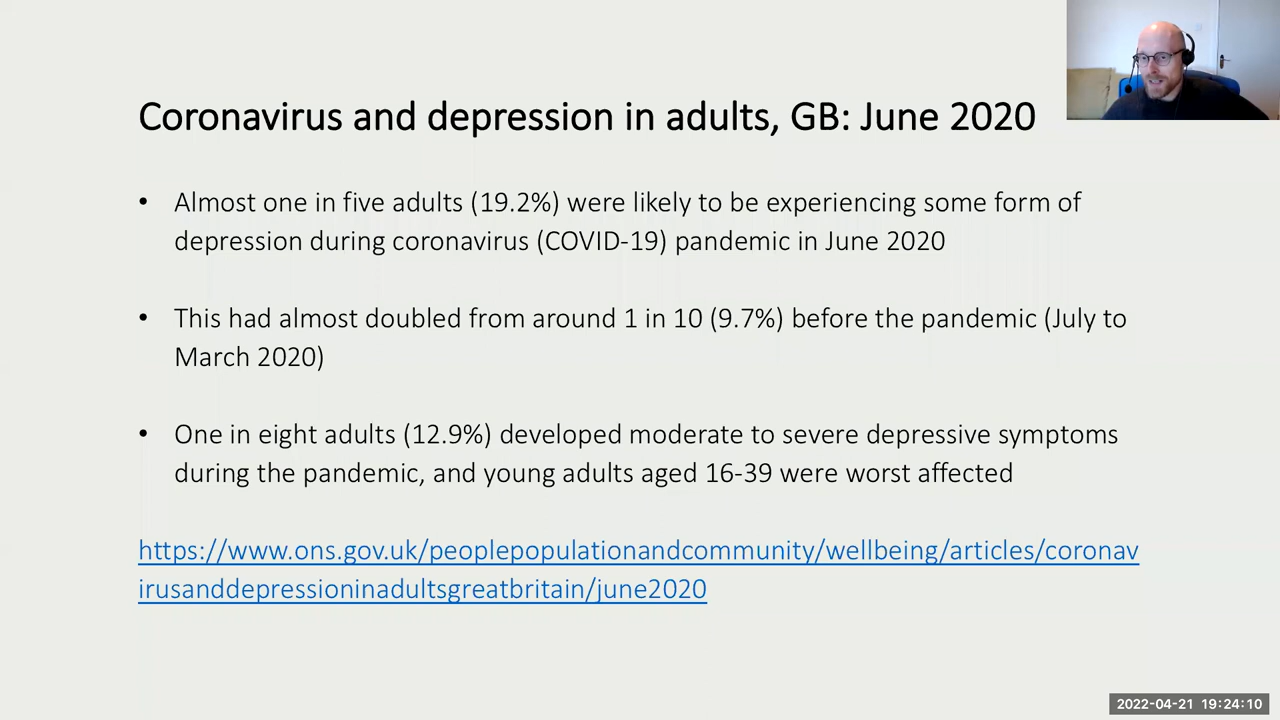 Coronavirus and depression in adults, GB: June 2020
• Almost one in five adults (19.2%) were likely to be experiencing some form of
depression during coronavirus (COVID-19) pandemic in June 2020
• This had almost doubled from around 1 in 10 (9.7%) before the pandemic (July to
March 2020)
• One in eight adults (12.9%) developed moderate to severe depressive symptoms
during the pandemic, and young adults aged 16-39 were worst affected
https://www.ons.gov.uk/peoplepopulationandcommunity/wellbeing/articles/coronav
irusanddepressioninadultsgreatbritain/june2020
2022-04-21 19:24:10